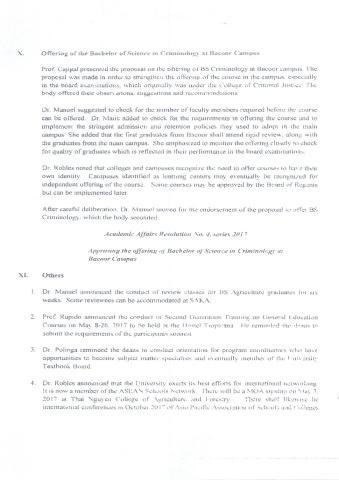 X. Offering of the Bachelor of Science in Criminology at Bacoor Campus
Prof. Cajigal presented the proposal on the offering of BS Criminology at Bacoor campus. The
proposal was made in order to strengthen the offering of the course in the campus, especially
in the board examinations, which originally was under the College of Criminal Justice. The
body offered their observations, suggestions and recommendations.
Dr. Manuel suggested to check for the number of faculty members required before the course
can be offered. Dr. added to check for the requirements in offering the course and to
implement the stringent admission and retention policies they used to adopt in the main
campus. She added that the first graduates from Bacoor shall attend rigid review, along with
the graduates from the main campus. She emphasized to monitor the offering closely to check
for quality of graduates which is reflected in their performance in the board examinations.
Dr. Robles noted that colleges and campuses recognize the need to offer courses to have their
own identity. Campuses identified as learning centers may eventually be recognized for
independent offering of the course. Some courses may be approved by the Board of Regents
but can be implemented later.
After careful deliberation, Dr. Manuel moved for the endorsement of the proposal to offer BS
Criminology, which the body seconded.
Academic Affairs Resolution No. 4, series 2017
Approving the offering of Bachelor of Science in Criminology at
Bacoor Campus
XI. Others
1. Dr. Manuel announced the conduct of review classes for BS Agriculture graduates for six
weeks. Some reviewees can be accommodated at SAKA.
2. Prof. announced the conduct of Second Generation Training on General Education
Courses on May 8-26, 2017 to be held at the Hotel Tropicana. He reminded the deans to
submit the requirements of the participants soonest.
3. Dr. Polinga reminded the deans to conduct orientation for program coordinators who have
opportunities to become subject matter specialists and eventually member of the University
Textbook Board.
4. Dr. Robles announced that the University exerts its best efforts for international networking.
It is now a member of the ASEAN Schools Network. There will be a MOA signing on May 3,
2017 at Thai Nguyen College of Agriculture and Forestry. There shall likewise be
international conferences in October 2017 of Asia Pacific Association of Schools and Colleges